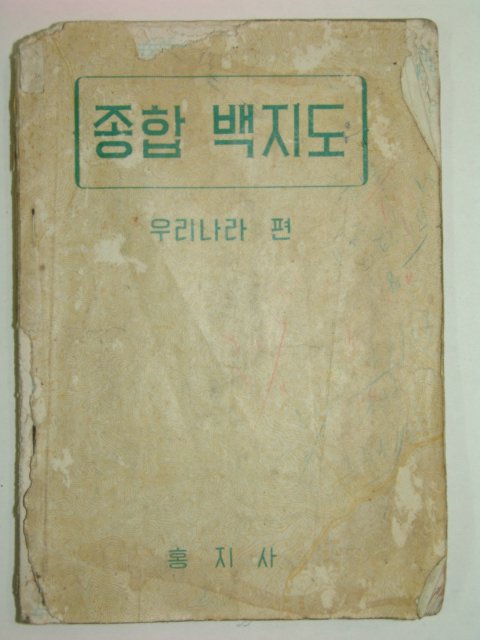 종합 백지도
우리나라 편
홍지사